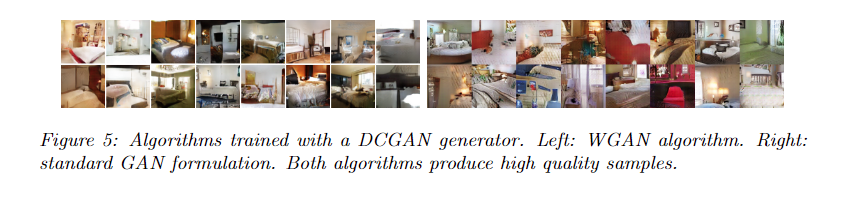 Figure 5: Algorithms trained with a DCGAN generator. Left: WGAN algorithm. Right:
standard GAN formulation. Both algorithms produce high quality samples.